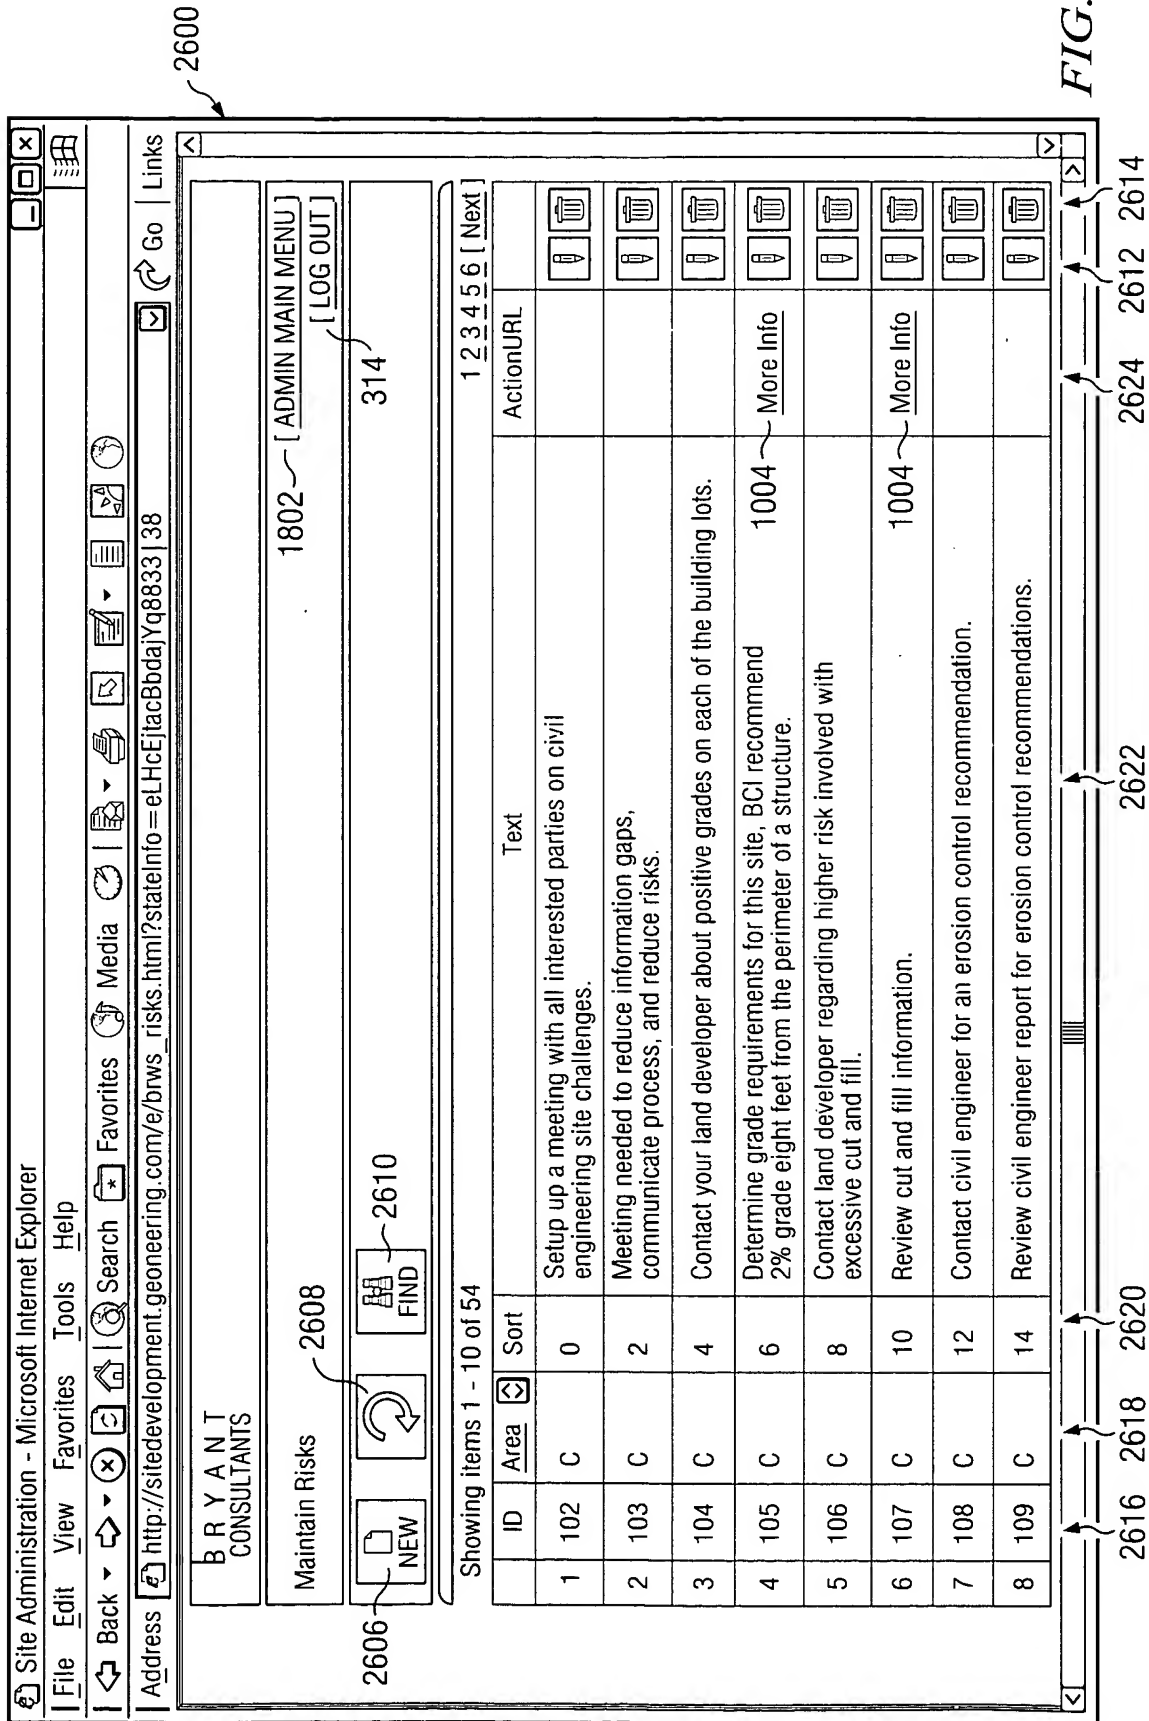 Site Administration - Microsoft Internet Explorer
File Edit View Favorites Tools Help
Back Search Favorites Media
Address http://sitedevelopment.geoneering.com/e/brws_risks.html?stateInfo=eLHcEjtacBbdajYq8833|38 Go Links
2600
BRYANT
CONSULTANTS
Maintain Risks
1802 [ ADMIN MAIN MENU ]
[ LOG OUT ]
314
2606 NEW
2608
FIND 2610
Showing items 1 - 10 of 54
1 2 3 4 5 6 [ Next ]
ID Area Sort Text ActionURL
1 102 C 0 Setup up a meeting with all interested parties on civil
engineering site challenges.
2 103 C 2 Meeting needed to reduce information gaps,
communicate process, and reduce risks.
3 104 C 4 Contact your land developer about positive grades on each of the building lots.
4 105 C 6 Determine grade requirements for this site, BCI recommend
2% grade eight feet from the perimeter of a structure.
1004 More Info
5 106 C 8 Contact land developer regarding higher risk involved with
excessive cut and fill.
6 107 C 10 Review cut and fill information. 1004 More Info
7 108 C 12 Contact civil engineer for an erosion control recommendation.
8 109 C 14 Review civil engineer report for erosion control recommendations.
2616 2618 2620 2622 2624 2612 2614
FIG.